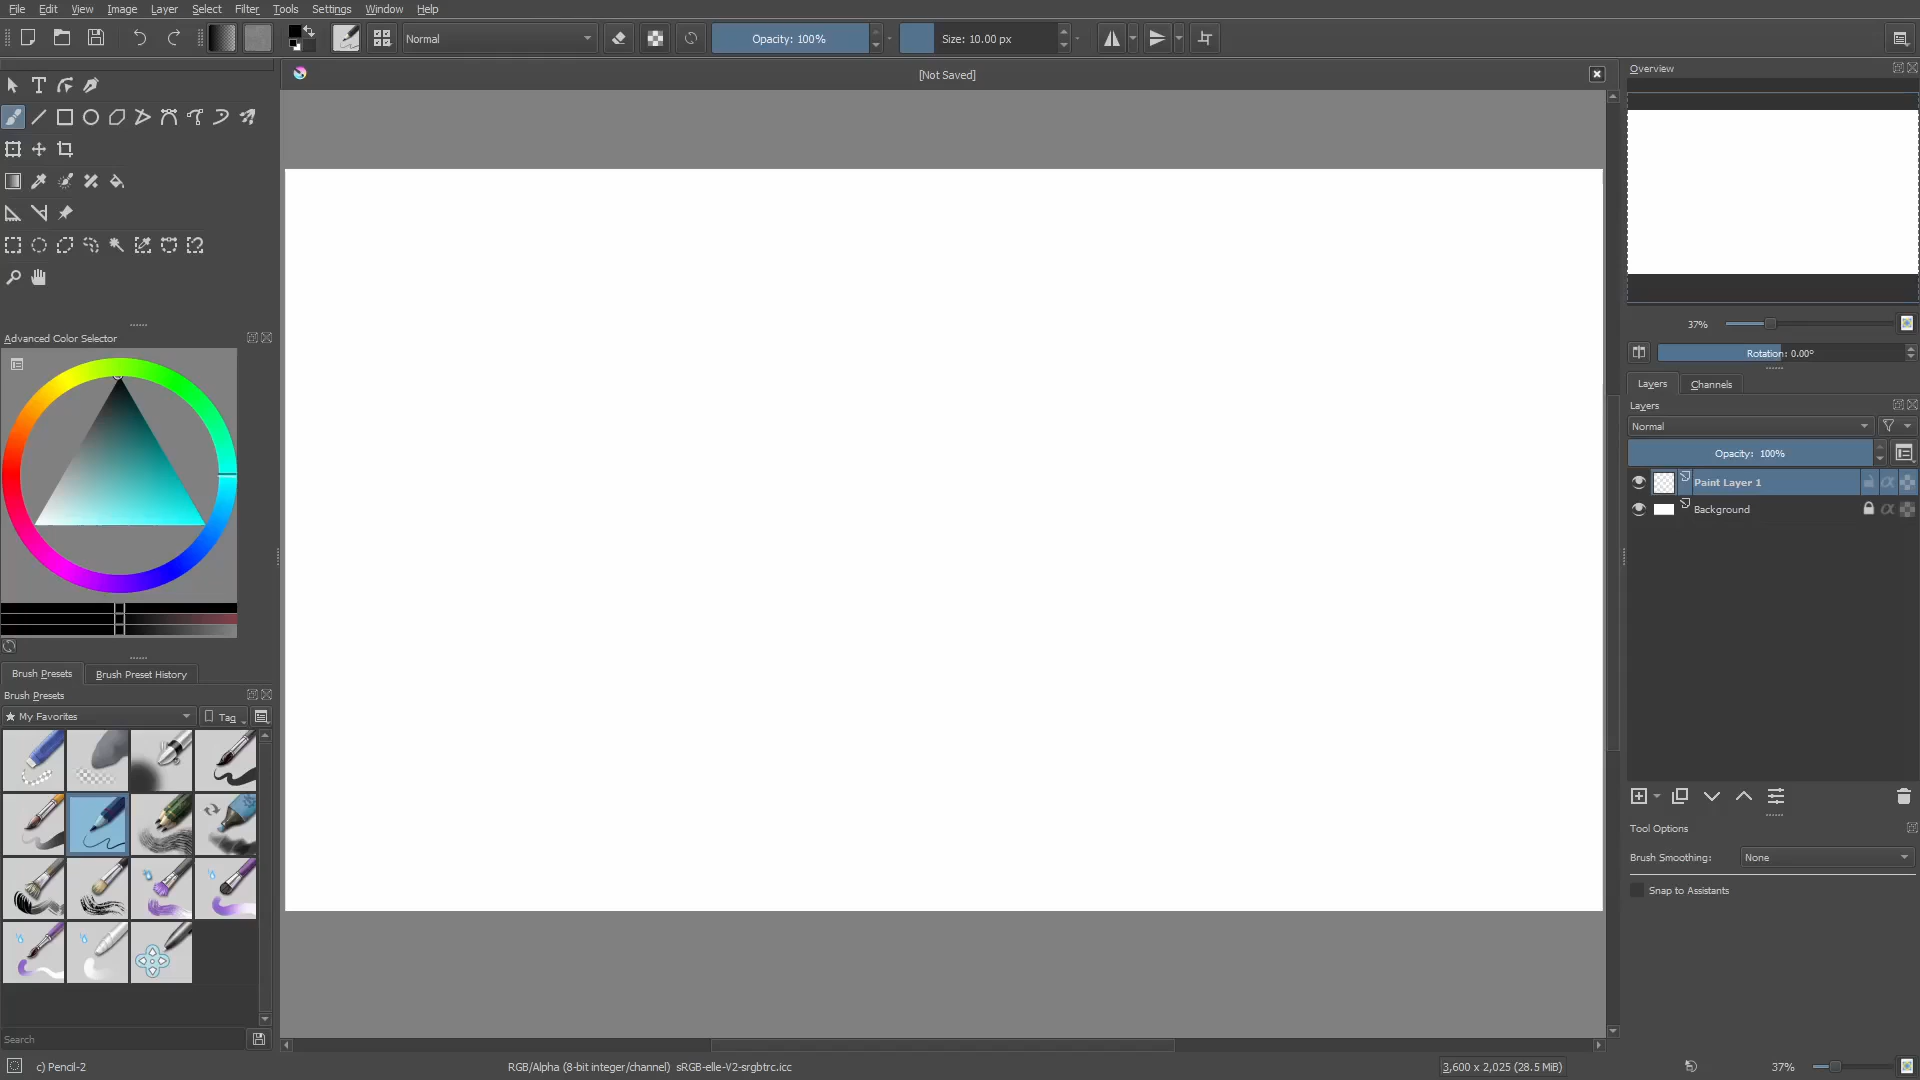 File Edit View Image Layer Select Filter Tools Settings Window Help
Normal Opacity: 100% Size: 10.00 px
[Not Saved]
Overview
37%
Rotation: 0.00°
Layers Channels
Layers
Normal
Opacity: 100%
Paint Layer 1
Background
Tool Options
Brush Smoothing: None
Snap to Assistants
Advanced Color Selector
Brush Presets Brush Preset History
Brush Presets
My Favorites Tag
Search
c) Pencil-2 RGB/Alpha (8-bit integer/channel) sRGB-elle-V2-srgbtrc.icc 3,600 x 2,025 (28.5 MiB) 37%